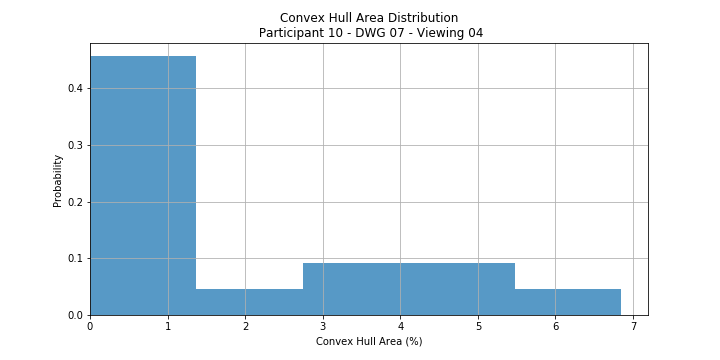 Convex Hull Area Distribution
Participant 10 - DWG 07 - Viewing 04
Probability
0.4
0.3
0.2
0.1
0.0
0 1 2 3 4 5 6 7
Convex Hull Area (%)